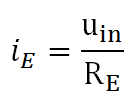 i_E = u_in / R_E